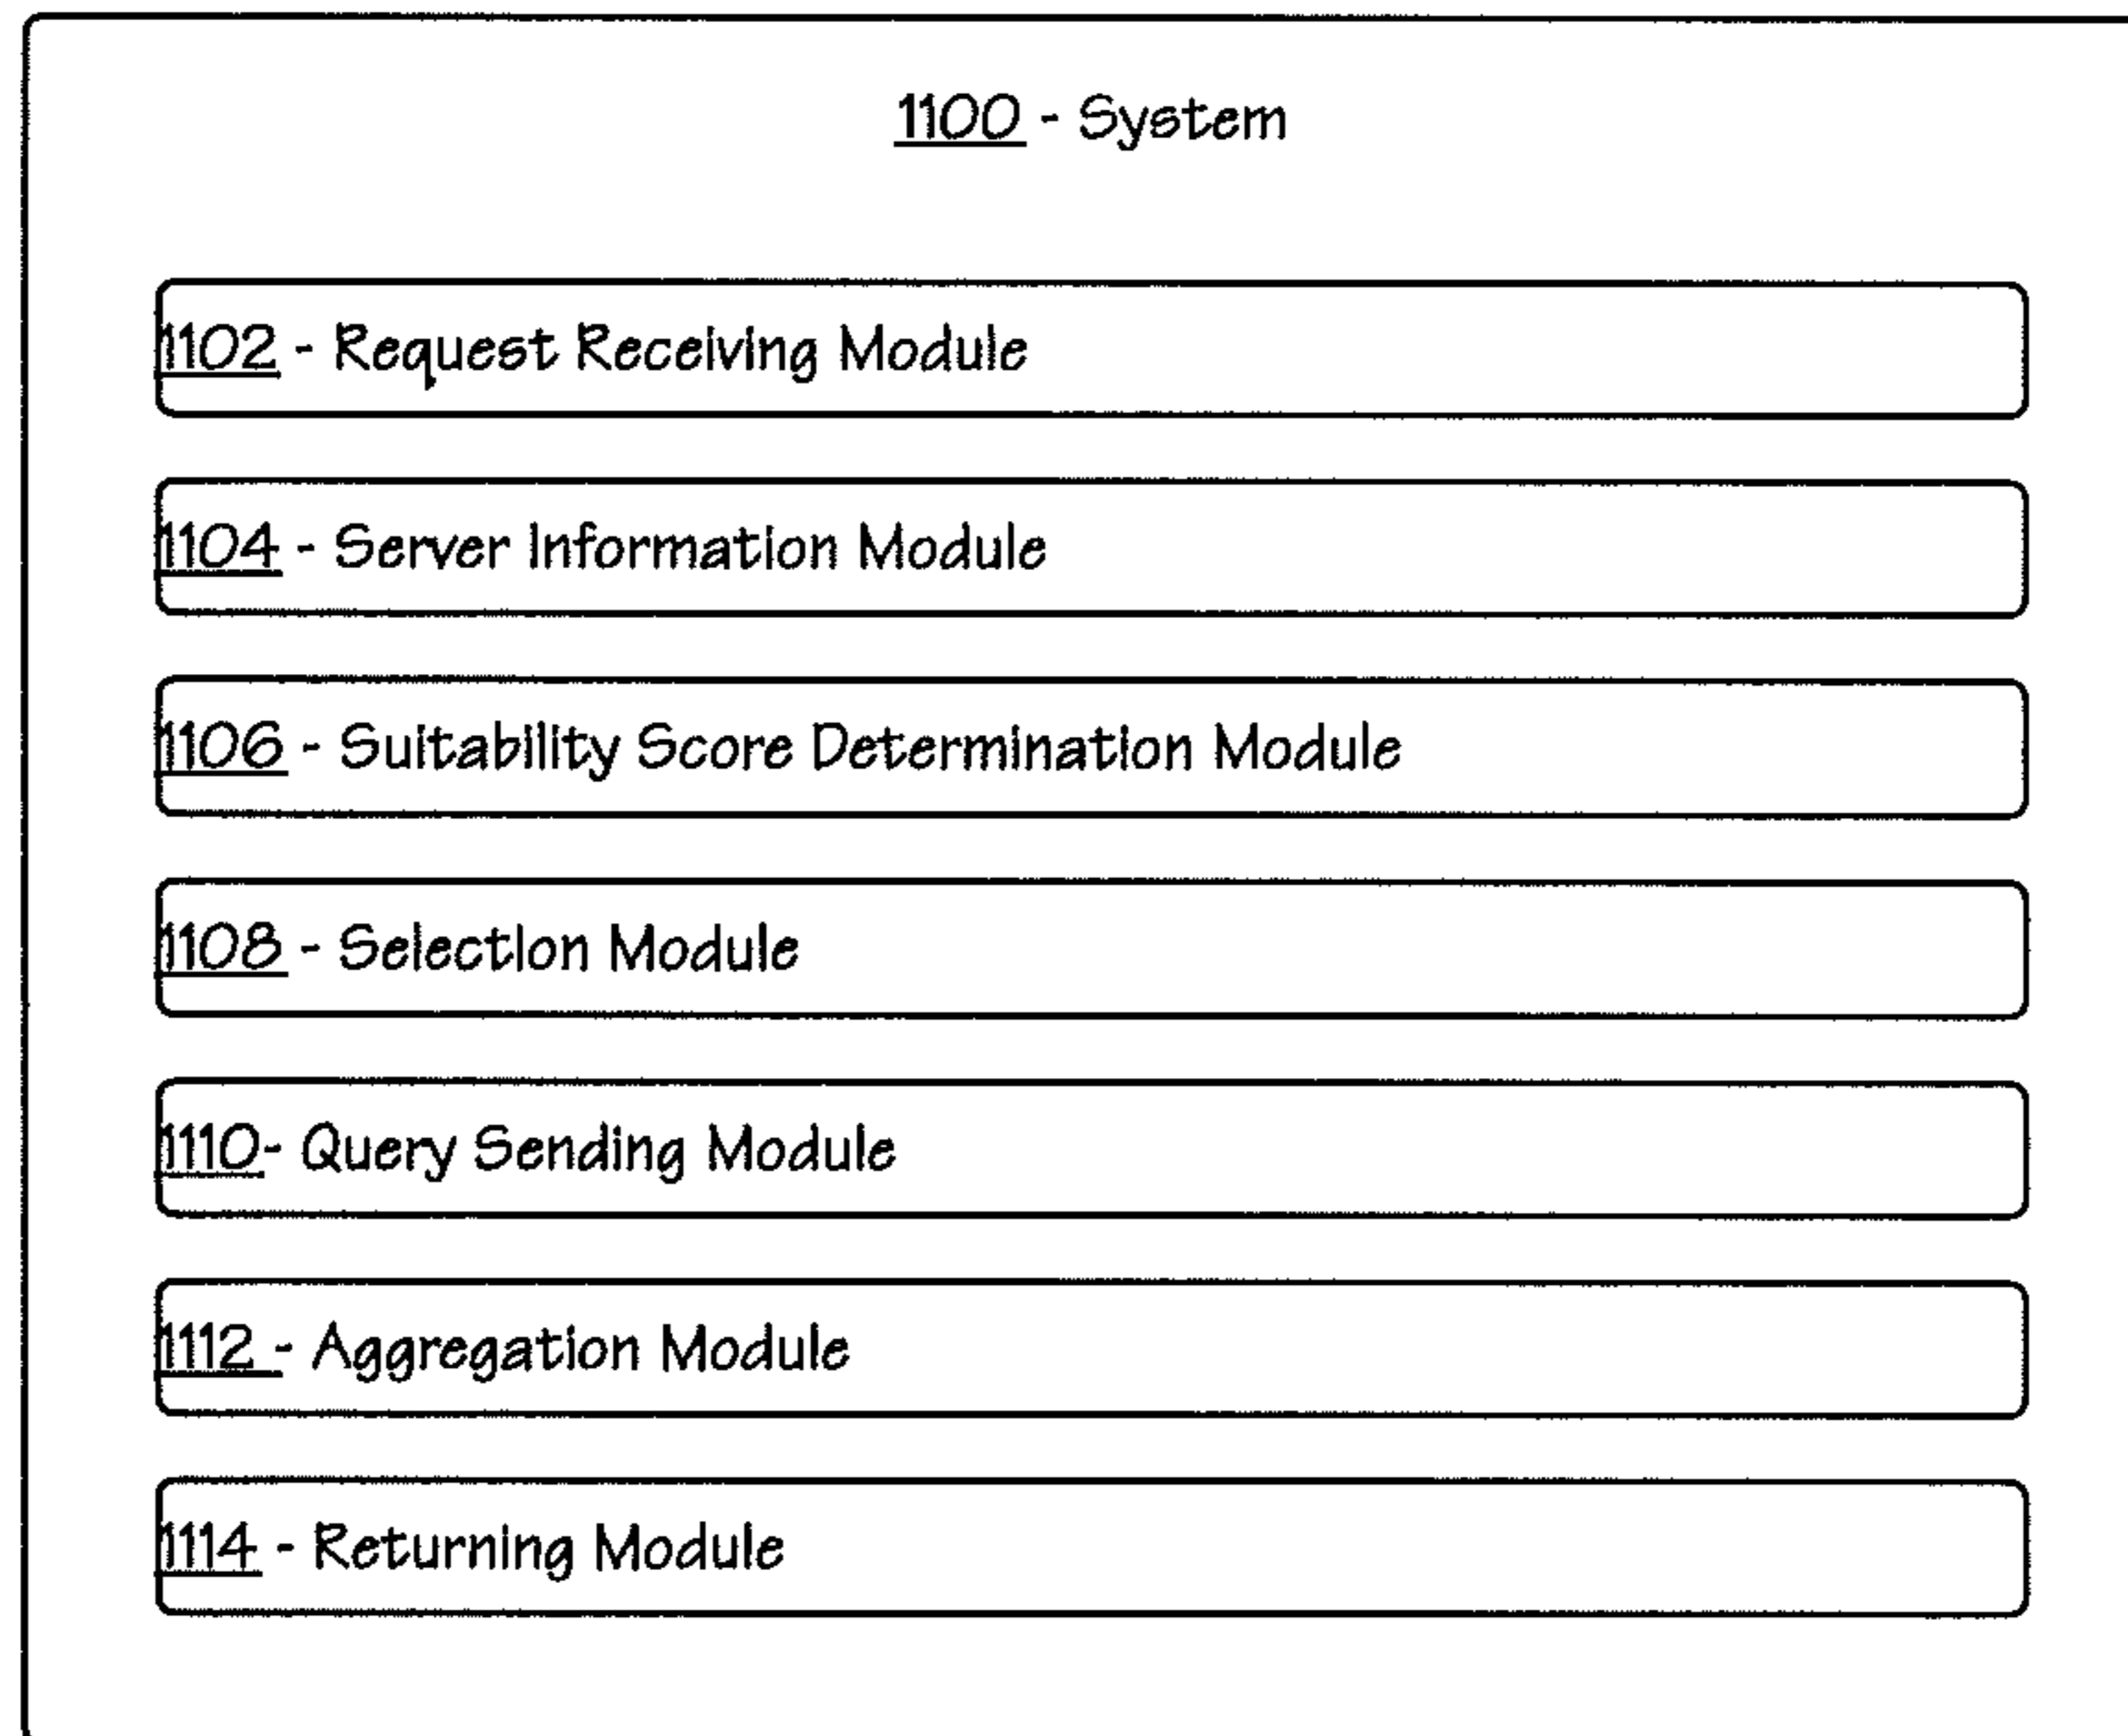 1100 - System
1102 - Request Receiving Module
1104 - Server Information Module
1106 - Suitability Score Determination Module
1108 - Selection Module
1110- Query Sending Module
1112 - Aggregation Module
1114 - Returning Module